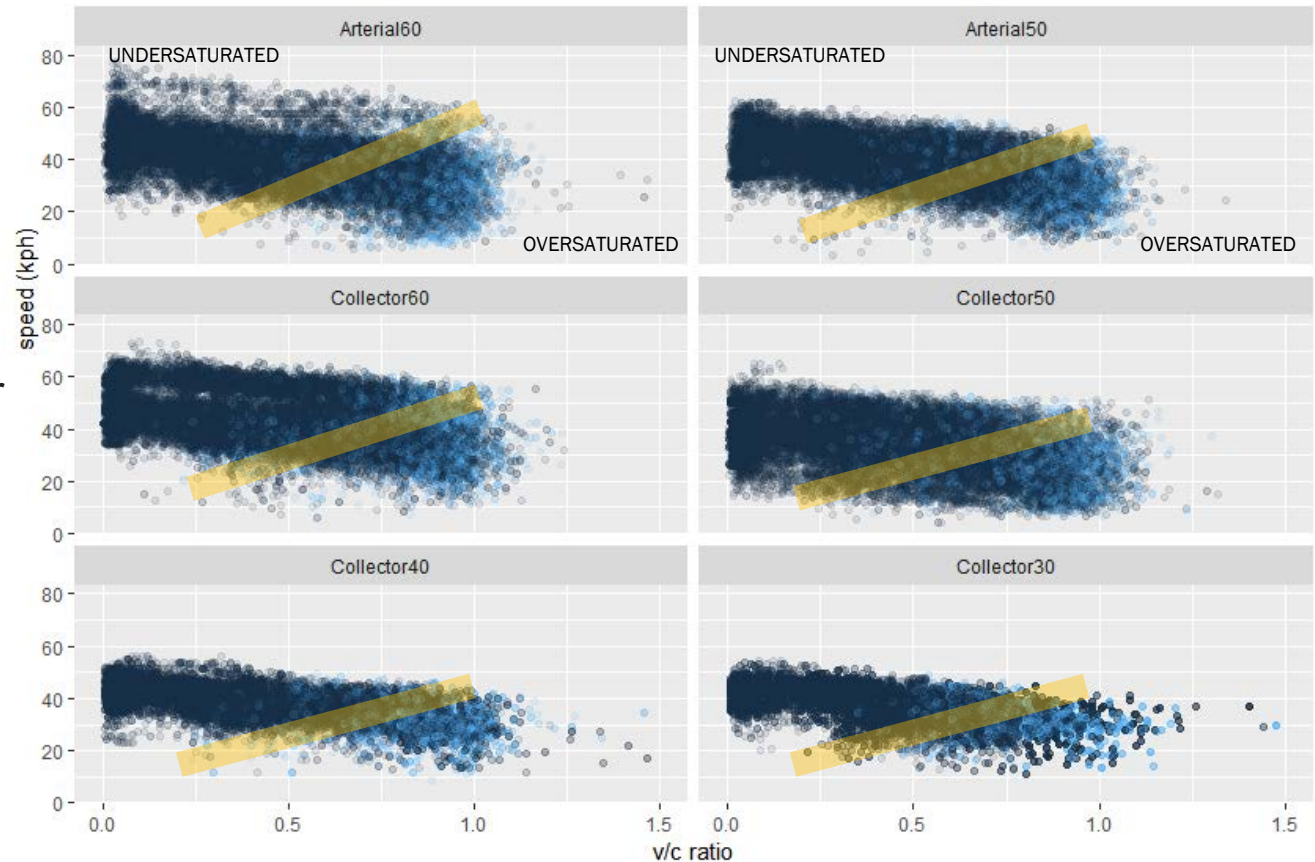 Arterial60
Arterial50
UNDERSATURATED
UNDERSATURATED
OVERSATURATED
OVERSATURATED
80
60
40
20
0
Collector60
Collector50
80
60
40
20
0
Collector40
Collector30
80
60
40
20
0
0.0 0.5 1.0 1.5
0.0 0.5 1.0 1.5
speed (kph)
v/c ratio